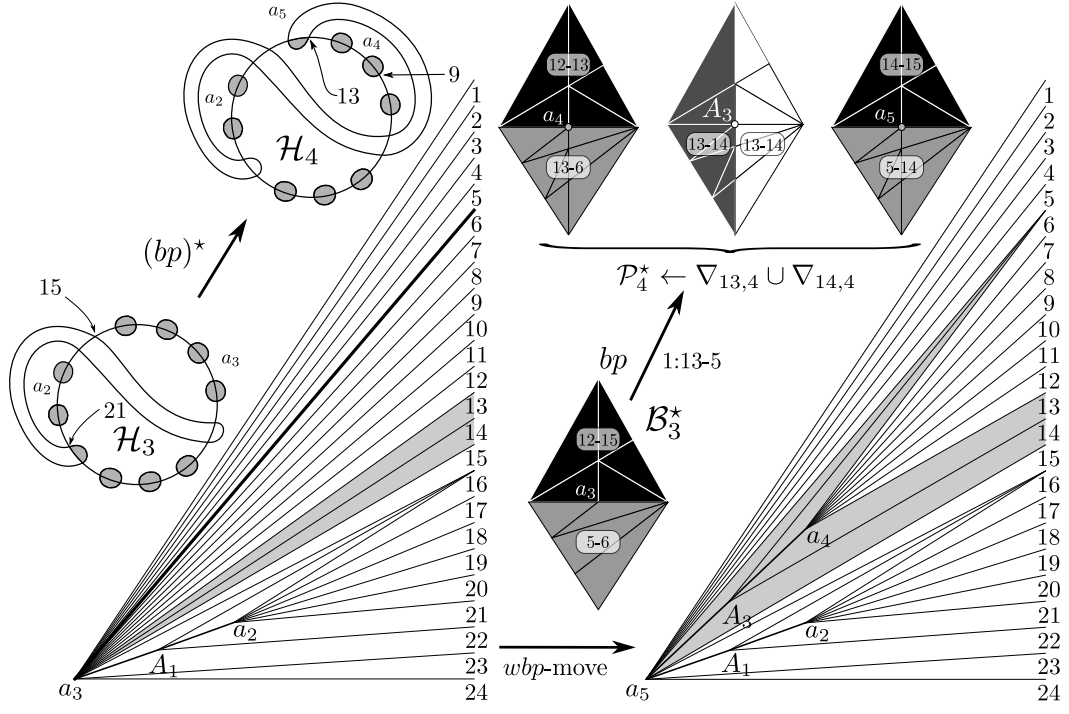 a₅
a₄
9
13
a₂
ℋ₄
(bp)⋆
15
a₃
a₂
21
ℋ₃
1
2
3
4
5
6
7
8
9
10
11
12
13
14
15
16
17
18
19
20
21
22
23
24
a₂
A₁
a₃
12-13
a₄
13-6
A₃
13-14
13-14
14-15
a₅
5-14
𝒫₄⋆ ← ∇₁₃,₄ ∪ ∇₁₄,₄
bp
1:13-5
ℬ₃⋆
12-15
a₃
5-6
wbp-move
1
2
3
4
5
6
7
8
9
10
11
12
13
14
15
16
17
18
19
20
21
22
23
24
a₄
A₃
a₂
A₁
a₅